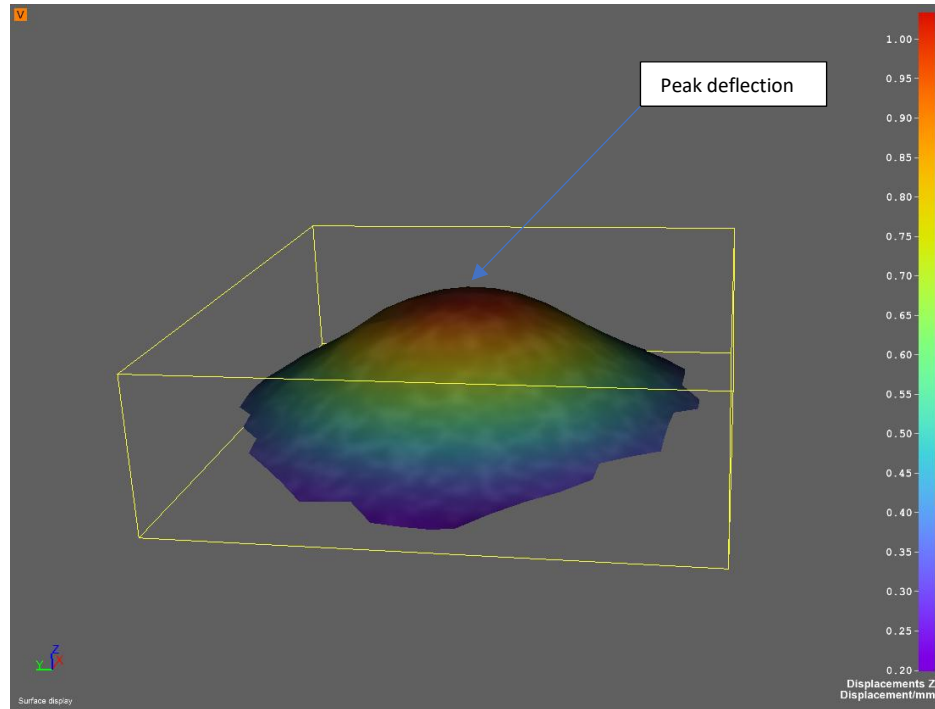 V
Peak deflection
1.00
0.95
0.90
0.85
0.80
0.75
0.70
0.65
0.60
0.55
0.50
0.45
0.40
0.35
0.30
0.25
0.20
Displacements Z
Displacement/mm
Z
Y X
Surface display